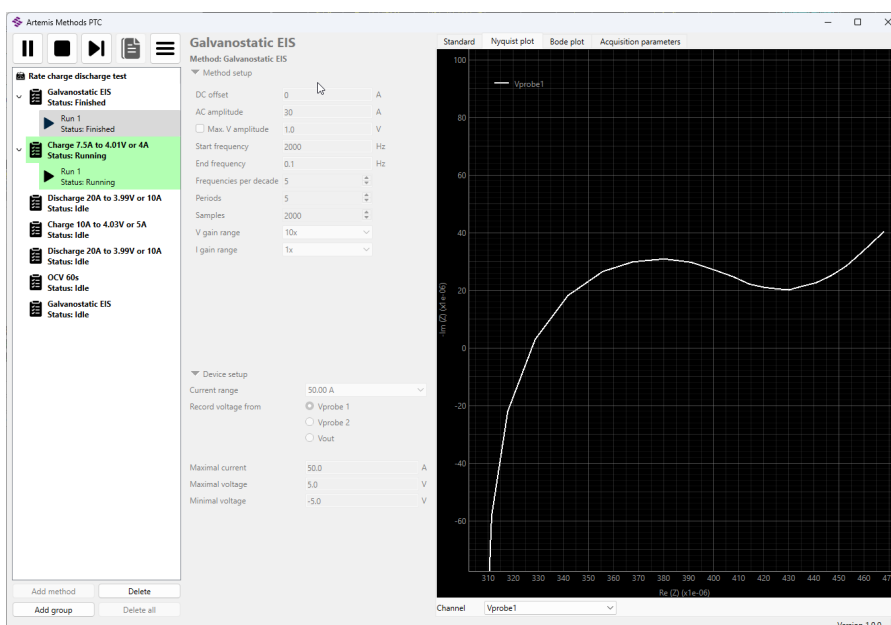 Artemis Methods PTC
Rate charge discharge test
Galvanostatic EIS
Status: Finished
Run 1
Status: Finished
Charge 7.5A to 4.01V or 4A
Status: Running
Run 1
Status: Running
Discharge 20A to 3.99V or 10A
Status: Idle
Charge 10A to 4.03V or 5A
Status: Idle
Discharge 20A to 3.99V or 10A
Status: Idle
OCV 60s
Status: Idle
Galvanostatic EIS
Status: Idle
Add method Delete
Add group Delete all
Galvanostatic EIS
Method: Galvanostatic EIS
Method setup
DC offset 0 A
AC amplitude 30 A
Max. V amplitude 1.0 V
Start frequency 2000 Hz
End frequency 0.1 Hz
Frequencies per decade 5
Periods 5
Samples 2000
V gain range 10x
I gain range 1x
Device setup
Current range 50.00 A
Record voltage from Vprobe 1
Vprobe 2
Vout
Maximal current 50.0 A
Maximal voltage 5.0 V
Minimal voltage -5.0 V
Standard Nyquist plot Bode plot Acquisition parameters
Vprobe1
100
80
60
40
20
0
-20
-40
-60
-Im (Z) (x1e-06)
310 320 330 340 350 360 370 380 390 400 410 420 430 440 450 460 47
Re (Z) (x1e-06)
Channel Vprobe1